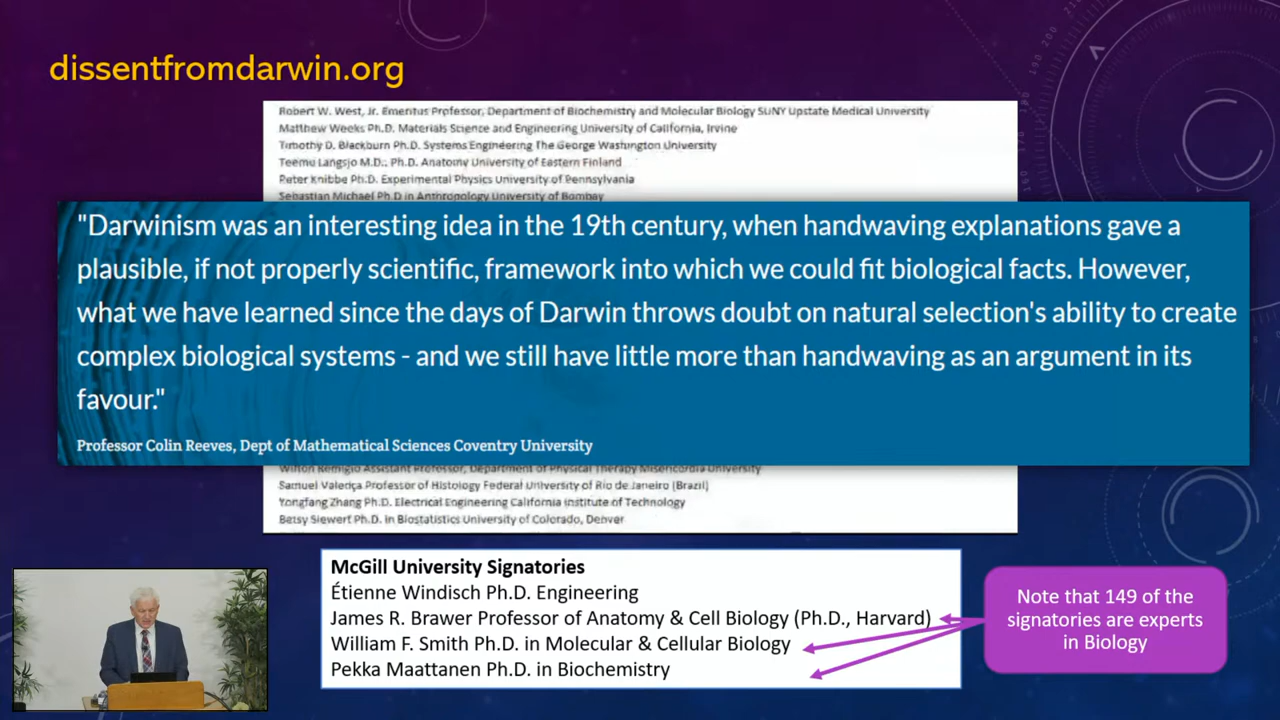 dissentfromdarwin.org
Robert W. West, Jr. Emeritus Professor, Department of Biochemistry and Molecular Biology SUNY Upstate Medical University
Matthew Weeks Ph.D. Materials Science and Engineering University of California, Irvine
Timothy D. Blackburn Ph.D. Systems Engineering The George Washington University
Teemu Langsjo M.D., Ph.D. Anatomy University of Eastern Finland
Peter Knibbe Ph.D. Experimental Physics University of Pennsylvania
Sebastian Michael Ph.D in Anthropology University of Bombay
"Darwinism was an interesting idea in the 19th century, when handwaving explanations gave a
plausible, if not properly scientific, framework into which we could fit biological facts. However,
what we have learned since the days of Darwin throws doubt on natural selection's ability to create
complex biological systems - and we still have little more than handwaving as an argument in its
favour."
Professor Colin Reeves, Dept of Mathematical Sciences Coventry University
Wilton Remigio Assistant Professor, Department of Physical Therapy Misericordia University
Samuel Valença Professor of Histology Federal University of Rio de Janeiro (Brazil)
Yongfang Zhang Ph.D. Electrical Engineering California Institute of Technology
Betsy Siewert Ph.D. in Biostatistics University of Colorado, Denver
McGill University Signatories
Étienne Windisch Ph.D. Engineering
James R. Brawer Professor of Anatomy & Cell Biology (Ph.D., Harvard)
William F. Smith Ph.D. in Molecular & Cellular Biology
Pekka Maattanen Ph.D. in Biochemistry
Note that 149 of the
signatories are experts
in Biology